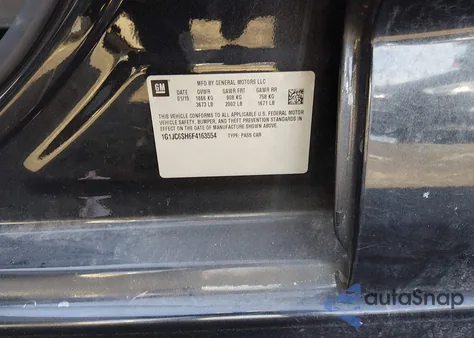 GM
MFD BY GENERAL MOTORS LLC
DATE GVWR GAWR FRT GAWR RR
01/15 1666 KG 908 KG 758 KG
3673 LB 2002 LB 1671 LB
THIS VEHICLE CONFORMS TO ALL APPLICABLE U.S. FEDERAL MOTOR
VEHICLE SAFETY, BUMPER, AND THEFT PREVENTION STANDARDS IN
EFFECT ON THE DATE OF MANUFACTURE SHOWN ABOVE.
1G1JC6SH6F4163554 TYPE: PASS CAR
autoSnap